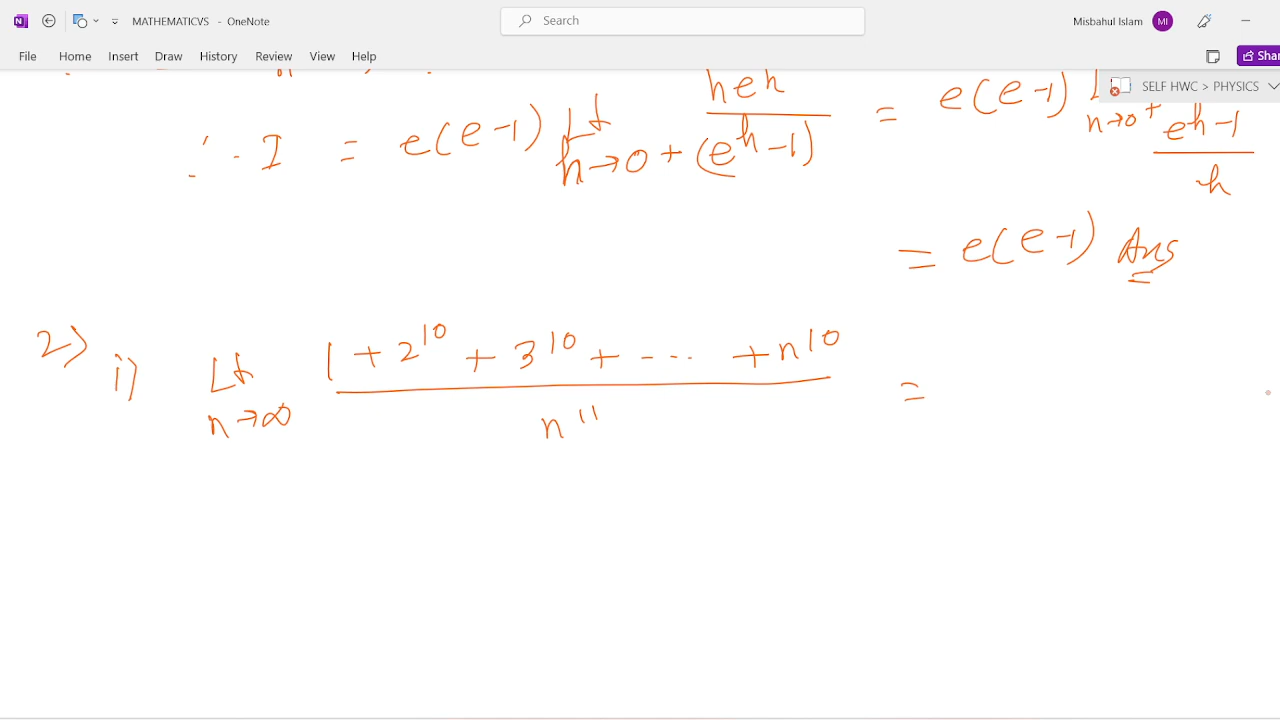 MATHEMATICVS - OneNote
Search
Misbahul Islam MI
File Home Insert Draw History Review View Help
Shar
SELF HWC > PHYSICS
∴ I = e(e-1) Lt h→0+ heh/(e^h-1) = e(e-1) h→0+ e^h-1/h
= e(e-1) Ans
2) i) Lt n→∞ 1+2^10+3^10+---+n^10/n^11 =